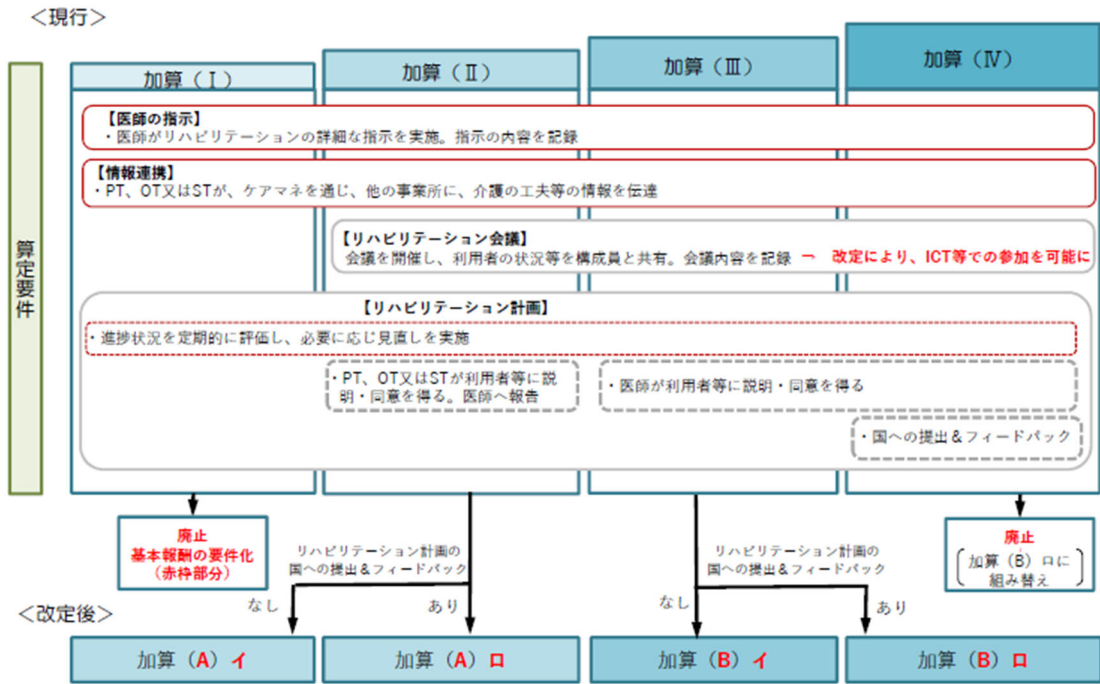 ＜現行＞
加算（Ⅰ）
加算（Ⅱ）
加算（Ⅲ）
加算（Ⅳ）
算定要件
【医師の指示】
・医師がリハビリテーションの詳細な指示を実施。指示の内容を記録
【情報連携】
・PT、OT又はSTが、ケアマネを通じ、他の事業所に、介護の工夫等の情報を伝達
【リハビリテーション会議】
会議を開催し、利用者の状況等を構成員と共有。会議内容を記録 → 改定により、ICT等での参加を可能に
【リハビリテーション計画】
・進捗状況を定期的に評価し、必要に応じ見直しを実施
・PT、OT又はSTが利用者等に説
明・同意を得る。医師へ報告
・医師が利用者等に説明・同意を得る
・国への提出＆フィードバック
廃止
基本報酬の要件化
（赤枠部分）
リハビリテーション計画の
国への提出＆フィードバック
なし
あり
リハビリテーション計画の
国への提出＆フィードバック
なし
あり
廃止
加算（B）ロに
組み替え
＜改定後＞
加算（A）イ
加算（A）ロ
加算（B）イ
加算（B）ロ